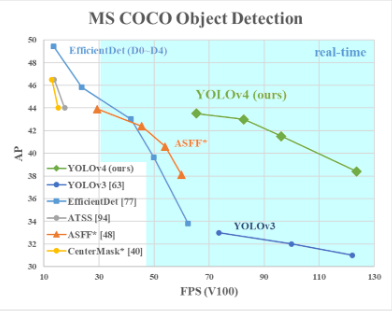 MS COCO Object Detection
EfficientDet (D0~D4)
real-time
YOLOv4 (ours)
ASFF*
YOLOv3
AP
50
48
46
44
42
40
38
36
34
32
30
YOLOv4 (ours)
YOLOv3 [63]
EfficientDet [77]
ATSS [94]
ASFF* [48]
CenterMask* [40]
10 30 50 70 90 110 130
FPS (V100)